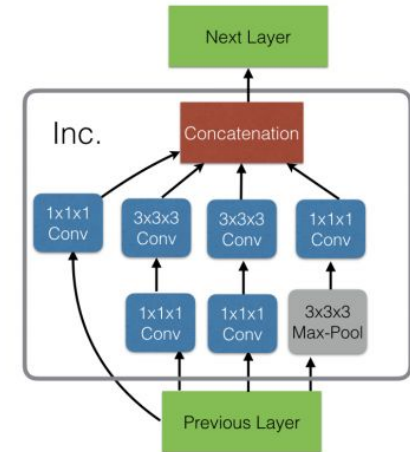 Next Layer
Inc.
Concatenation
1x1x1
Conv
3x3x3
Conv
3x3x3
Conv
1x1x1
Conv
1x1x1
Conv
1x1x1
Conv
3x3x3
Max-Pool
Previous Layer